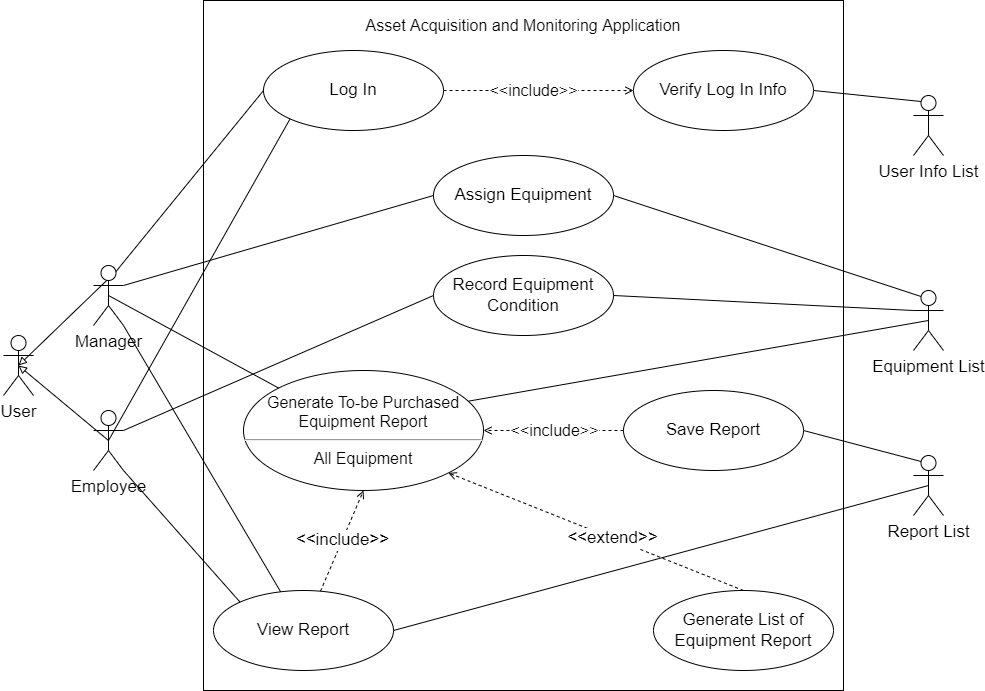 Asset Acquisition and Monitoring Application
Log In
<<include>>
Verify Log In Info
User Info List
Assign Equipment
Record Equipment
Condition
Manager
Equipment List
User
Generate To-be Purchased
Equipment Report
All Equipment
<<include>>
Save Report
Employee
Report List
<<include>>
<<extend>>
View Report
Generate List of
Equipment Report